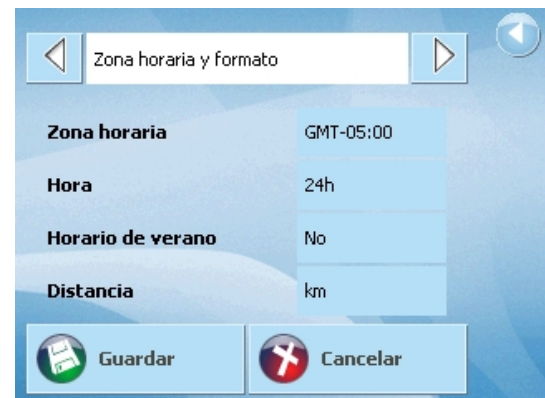 Zona horaria y formato
Zona horaria GMT-05:00
Hora 24h
Horario de verano No
Distancia km
Guardar Cancelar